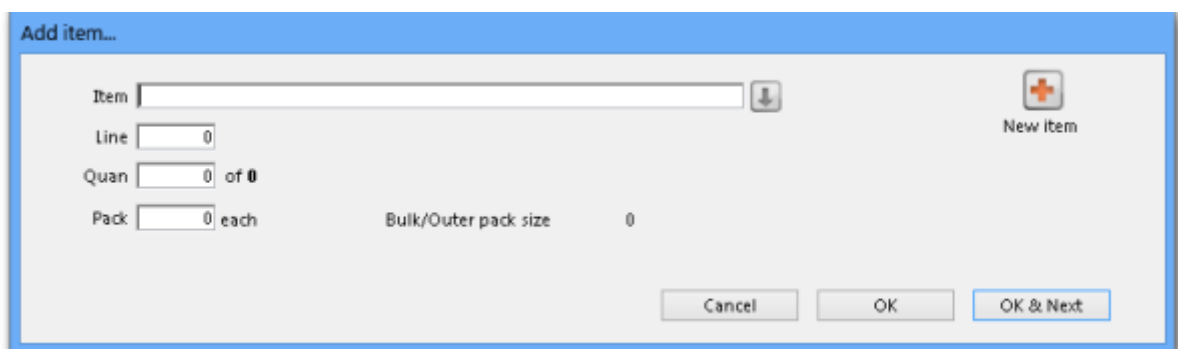 Add item...
Item
New item
Line 0
Quan 0 of 0
Pack 0 each Bulk/Outer pack size 0
Cancel OK OK & Next